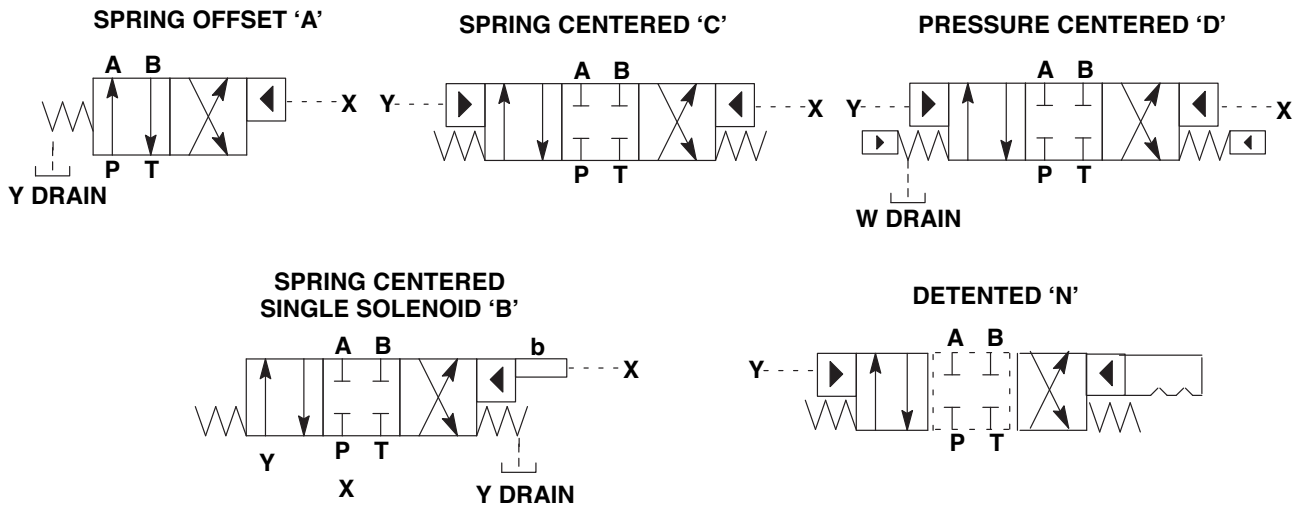 SPRING OFFSET ‘A’
A B
X
P T
Y DRAIN
SPRING CENTERED ‘C’
A B
Y X
P T
PRESSURE CENTERED ‘D’
A B
Y X
P T
W DRAIN
SPRING CENTERED
SINGLE SOLENOID ‘B’
A B b
X
Y P T
X Y DRAIN
DETENTED ‘N’
A B
Y
P T